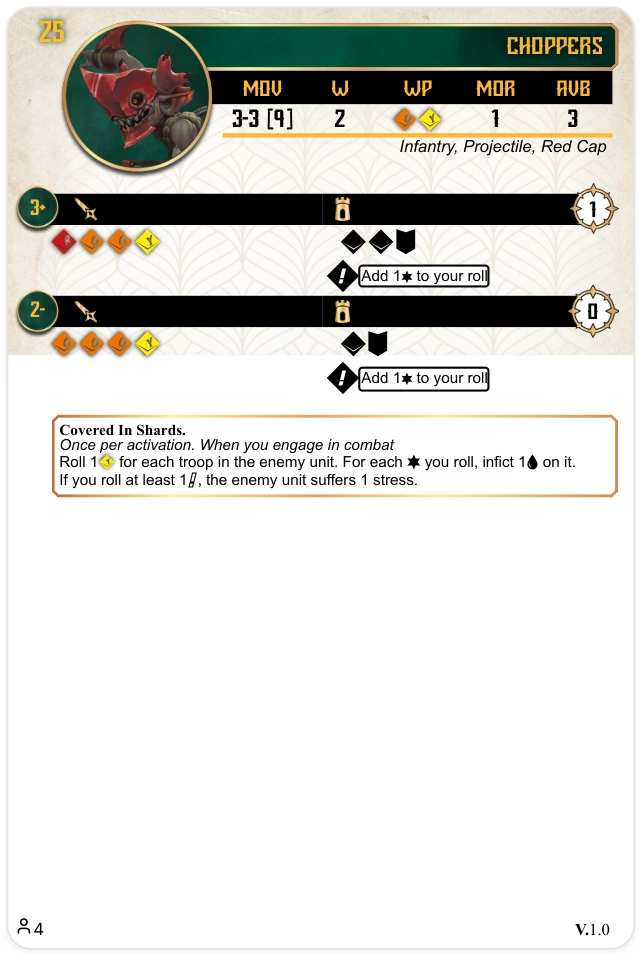 25
CHOPPERS
MOV W WP MOR AVB
3-3 [9] 2 1 3
Infantry, Projectile, Red Cap
3+ 1
! Add 1 to your roll
2- 0
! Add 1 to your roll
Covered In Shards.
Once per activation. When you engage in combat
Roll 1 for each troop in the enemy unit. For each you roll, infict 1 on it.
If you roll at least 1, the enemy unit suffers 1 stress.
4 V.1.0